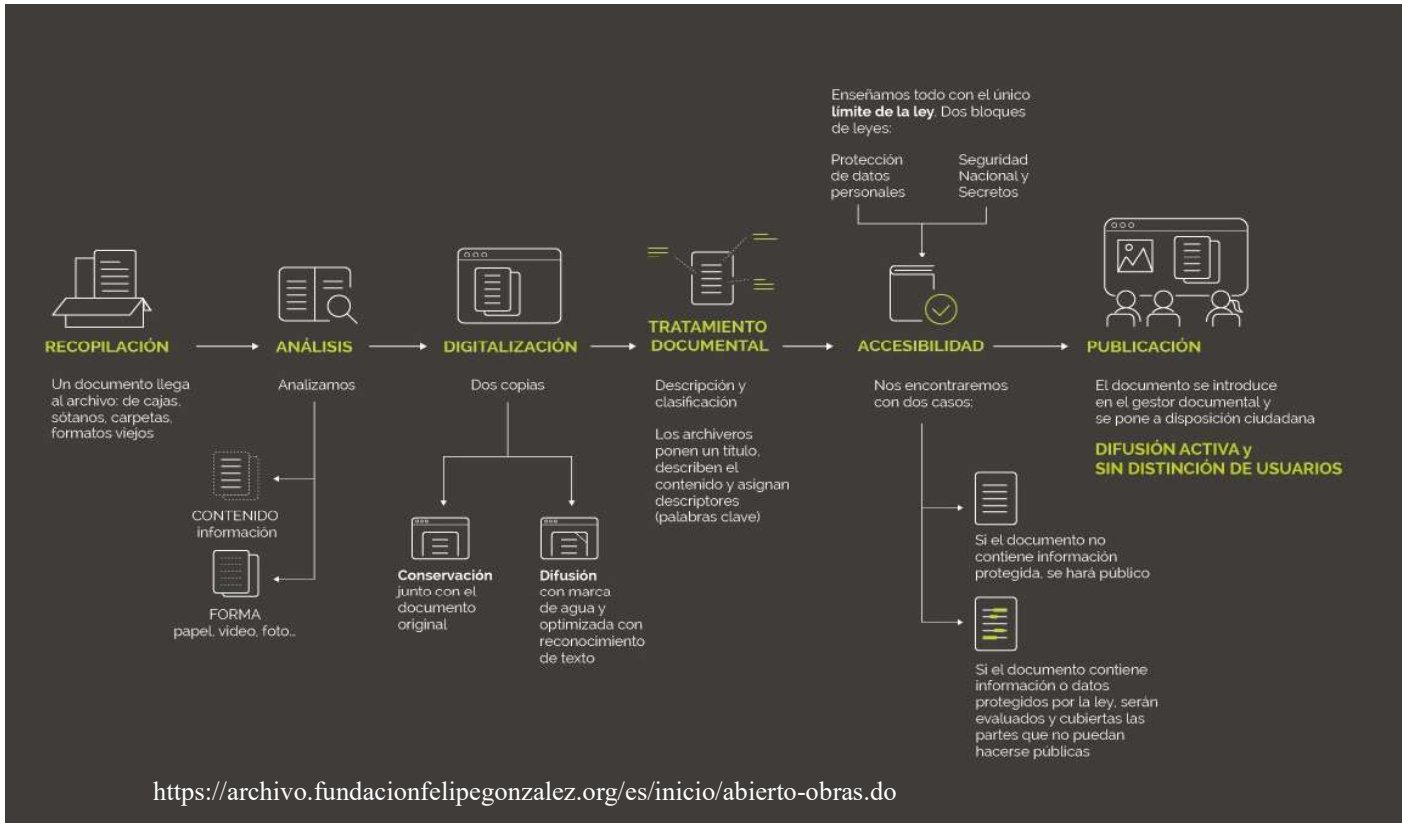 Enseñamos todo con el único
límite de la ley. Dos bloques
de leyes:
Protección
de datos
personales
Seguridad
Nacional y
Secretos
RECOPILACIÓN
Un documento llega
al archivo: de cajas,
sótanos, carpetas,
formatos viejos
ANÁLISIS
Analizamos
CONTENIDO
información
FORMA
papel, video, foto...
DIGITALIZACIÓN
Dos copias
Conservación
junto con el
documento
original
Difusión
con marca
de agua y
optimizada con
reconocimiento
de texto
TRATAMIENTO
DOCUMENTAL
Descripción y
clasificación
Los archiveros
ponen un título,
describen el
contenido y asignan
descriptores
(palabras clave)
ACCESIBILIDAD
Nos encontraremos
con dos casos:
Si el documento no
contiene información
protegida, se hará público
Si el documento contiene
información o datos
protegidos por la ley, serán
evaluados y cubiertas las
partes que no puedan
hacerse públicas
PUBLICACIÓN
El documento se introduce
en el gestor documental y
se pone a disposición ciudadana
DIFUSIÓN ACTIVA y
SIN DISTINCIÓN DE USUARIOS
https://archivo.fundacionfelipegonzalez.org/es/inicio/abierto-obras.do